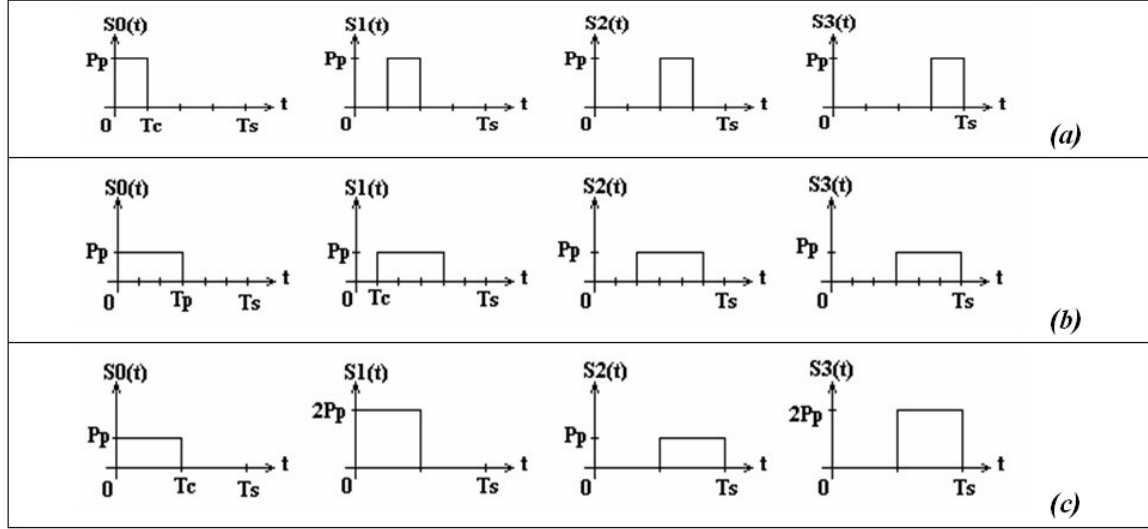 S0(t) S1(t) S2(t) S3(t)
Pp Pp Pp Pp
t t t t
0 Tc Ts 0 Ts 0 Ts 0 Ts
(a)
S0(t) S1(t) S2(t) S3(t)
Pp Pp Pp Pp
t t t t
0 Tp Ts 0 Tc Ts 0 Ts 0 Ts
(b)
S0(t) S1(t) S2(t) S3(t)
2Pp 2Pp
Pp Pp
t t t t
0 Tc Ts 0 Ts 0 Ts 0 Ts
(c)